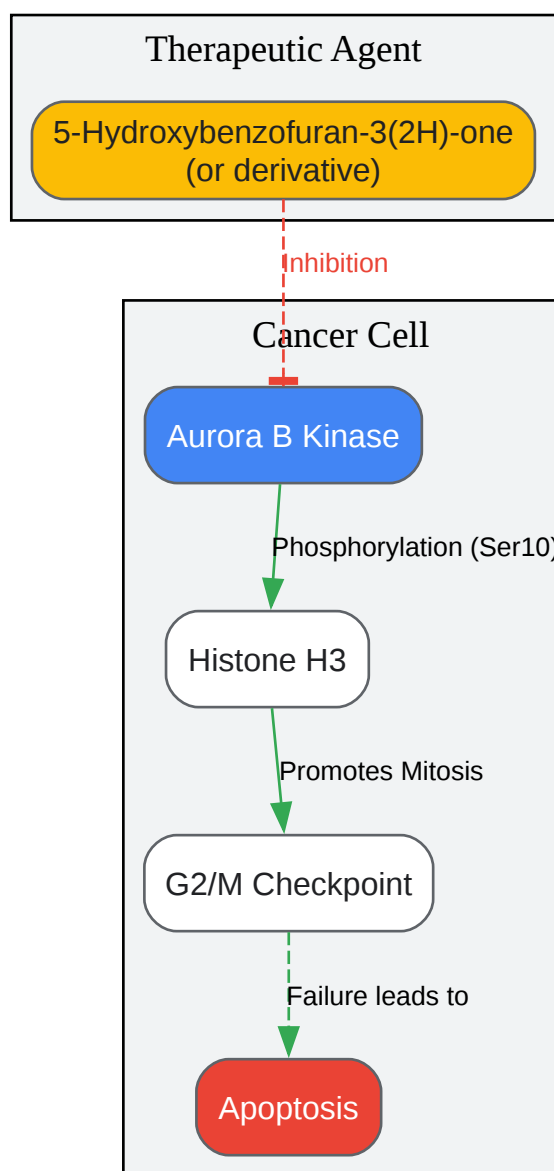 Therapeutic Agent
5-Hydroxybenzofuran-3(2H)-one
(or derivative)
Inhibition
Cancer Cell
Aurora B Kinase
Phosphorylation (Ser10)
Histone H3
Promotes Mitosis
G2/M Checkpoint
Failure leads to
Apoptosis